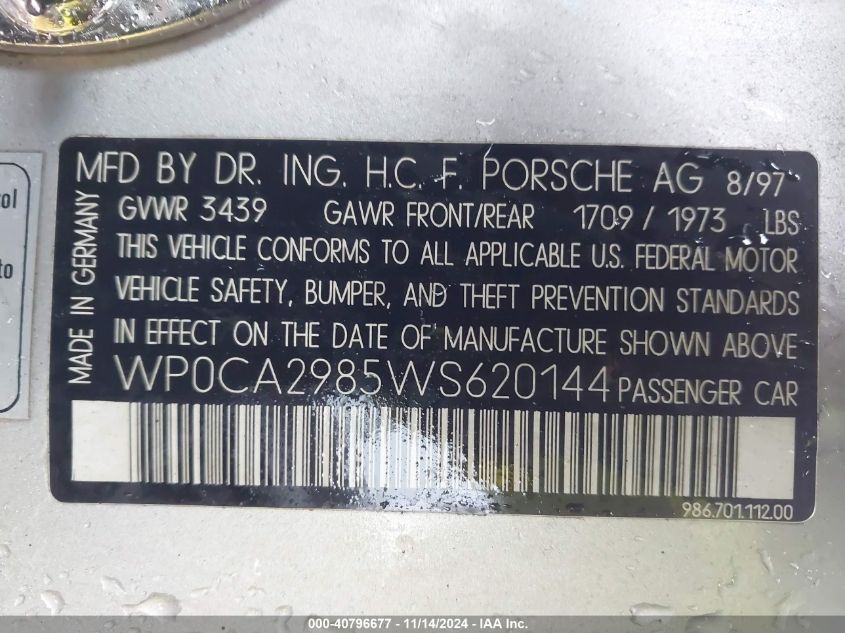 MFD BY DR. ING. H.C. F. PORSCHE AG 8/97
GVWR 3439 GAWR FRONT/REAR 1709 / 1973 LBS
THIS VEHICLE CONFORMS TO ALL APPLICABLE U.S. FEDERAL MOTOR
VEHICLE SAFETY, BUMPER, AND THEFT PREVENTION STANDARDS
IN EFFECT ON THE DATE OF MANUFACTURE SHOWN ABOVE
WP0CA2985WS620144 PASSENGER CAR
MADE IN GERMANY
986.701.112.00
000-40796677 - 11/14/2024 - IAA Inc.